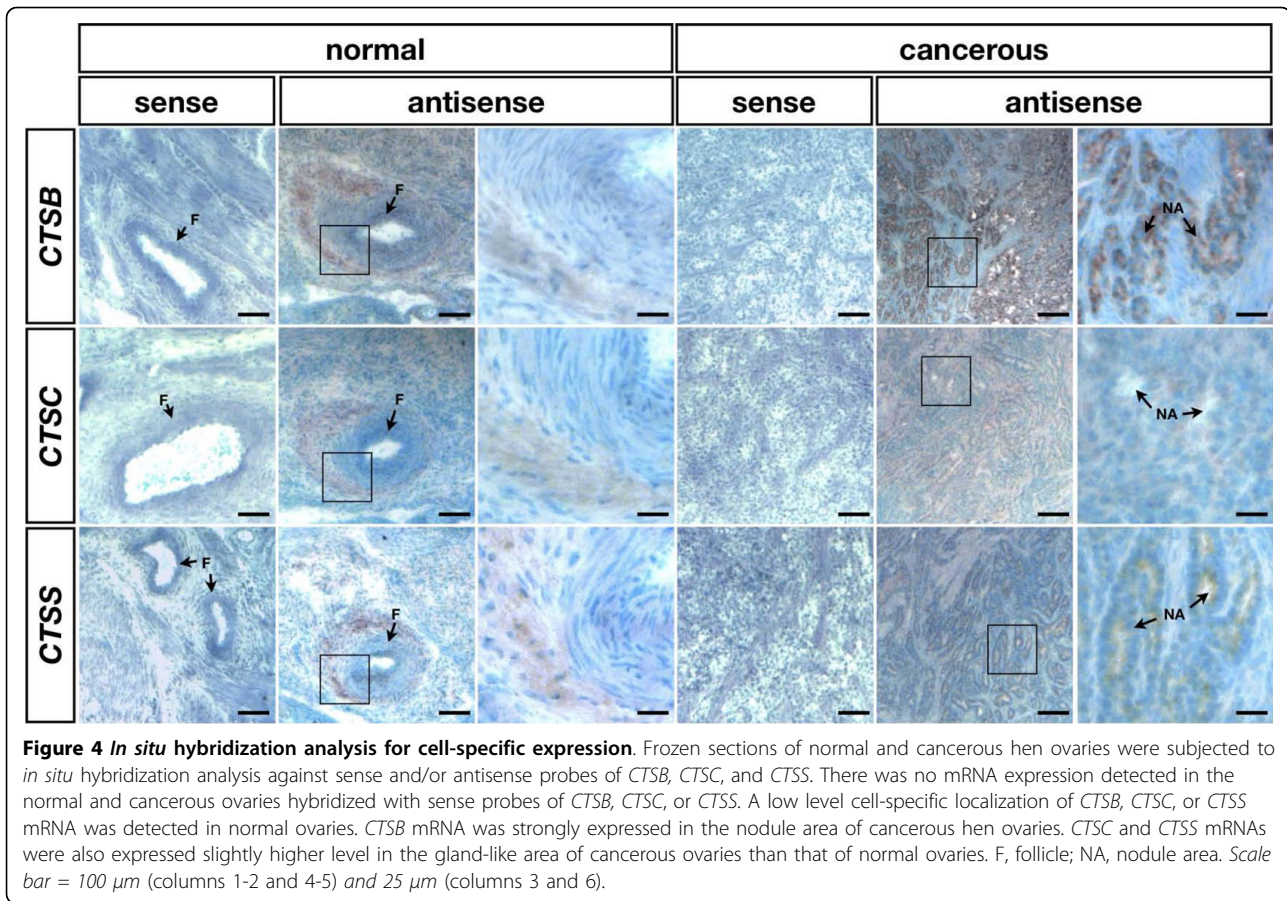 normal
cancerous
sense
antisense
sense
antisense
CTSB
F
F
NA
CTSC
F
F
NA
CTSS
F
F
NA
Figure 4 In situ hybridization analysis for cell-specific expression. Frozen sections of normal and cancerous hen ovaries were subjected to
in situ hybridization analysis against sense and/or antisense probes of CTSB, CTSC, and CTSS. There was no mRNA expression detected in the
normal and cancerous ovaries hybridized with sense probes of CTSB, CTSC, or CTSS. A low level cell-specific localization of CTSB, CTSC, or CTSS
mRNA was detected in normal ovaries. CTSB mRNA was strongly expressed in the nodule area of cancerous hen ovaries. CTSC and CTSS mRNAs
were also expressed slightly higher level in the gland-like area of cancerous ovaries than that of normal ovaries. F, follicle; NA, nodule area. Scale
bar = 100 μm (columns 1-2 and 4-5) and 25 μm (columns 3 and 6).